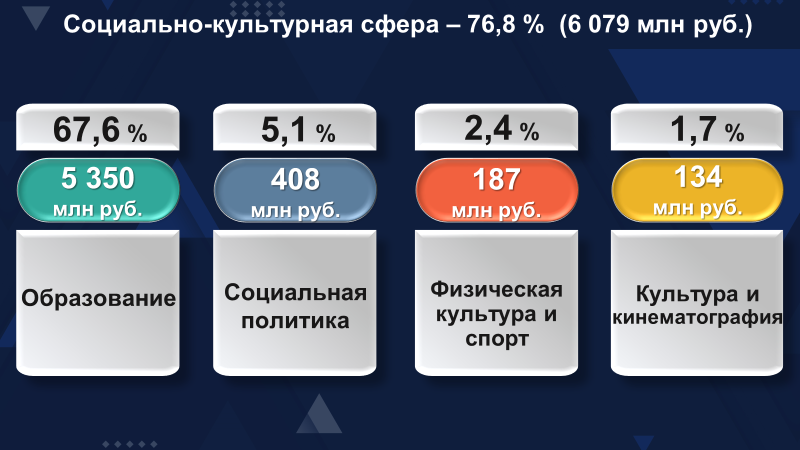 Социально-культурная сфера – 76,8 % (6 079 млн руб.)
67,6 %
5 350
млн руб.
Образование
5,1 %
408
млн руб.
Социальная
политика
2,4 %
187
млн руб.
Физическая
культура и
спорт
1,7 %
134
млн руб.
Культура и
кинематография